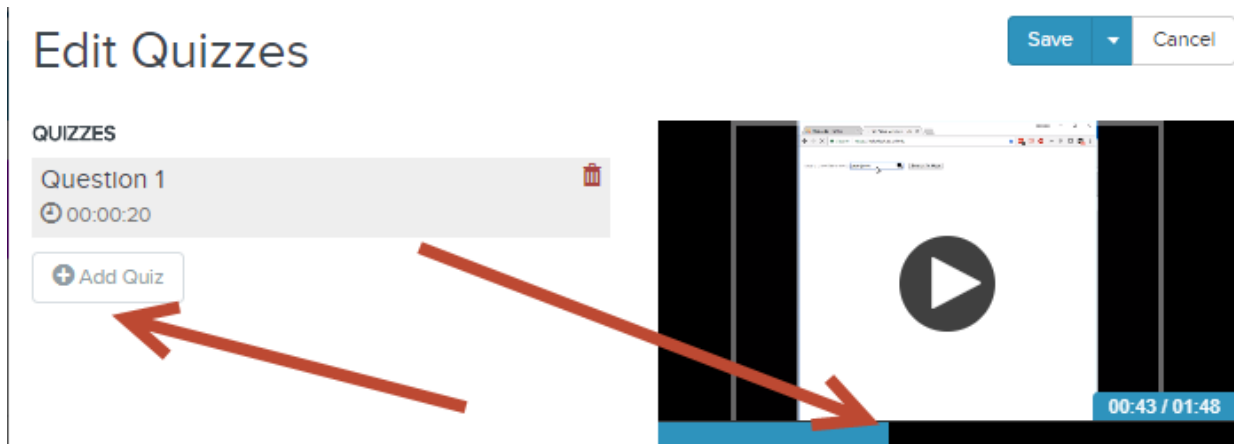 Edit Quizzes
Save
Cancel
QUIZZES
Question 1
00:00:20
Add Quiz
00:43 / 01:48